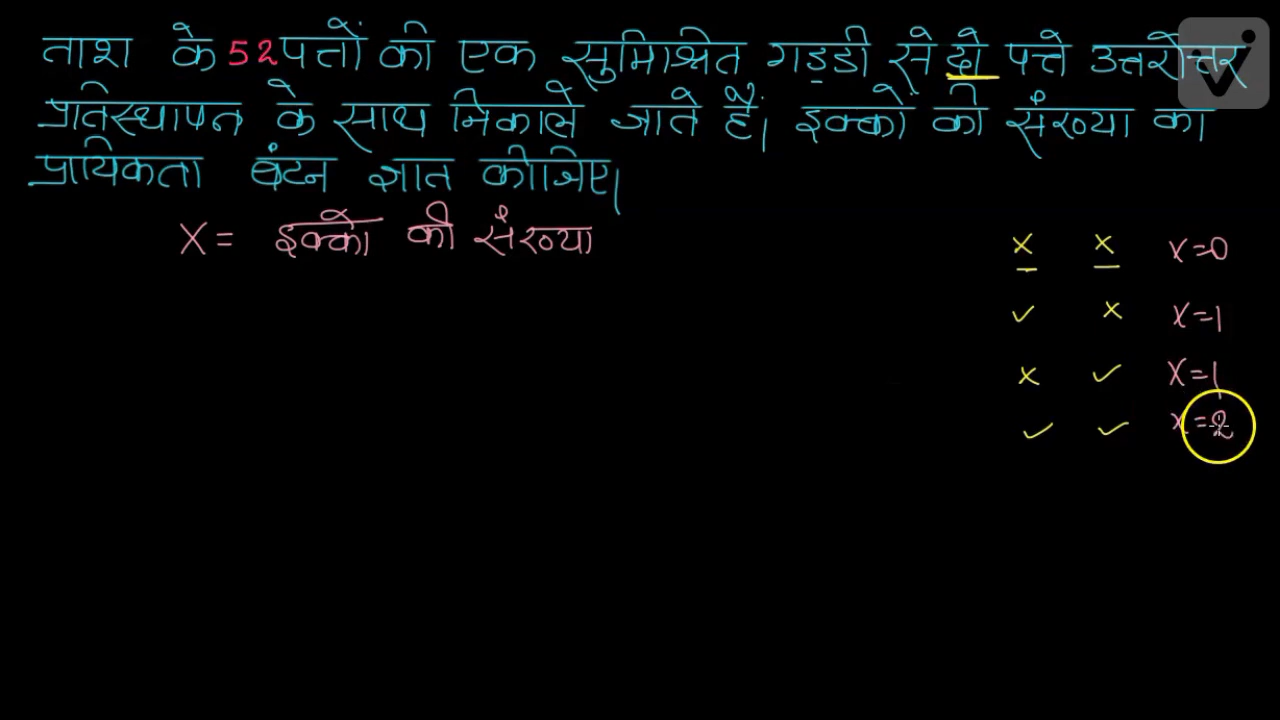 ताश के 52 पत्तों की एक सुमिश्रित गड्डी से दो पत्ते उत्तरोत्तर
प्रतिस्थापन के साथ निकाले जाते हैं। इक्कों की संख्या का
प्रायिकता बंटन ज्ञात कीजिए।
X = इक्कों की संख्या
x x X=0
✓ x X=1
x ✓ X=1
✓ ✓ X=2